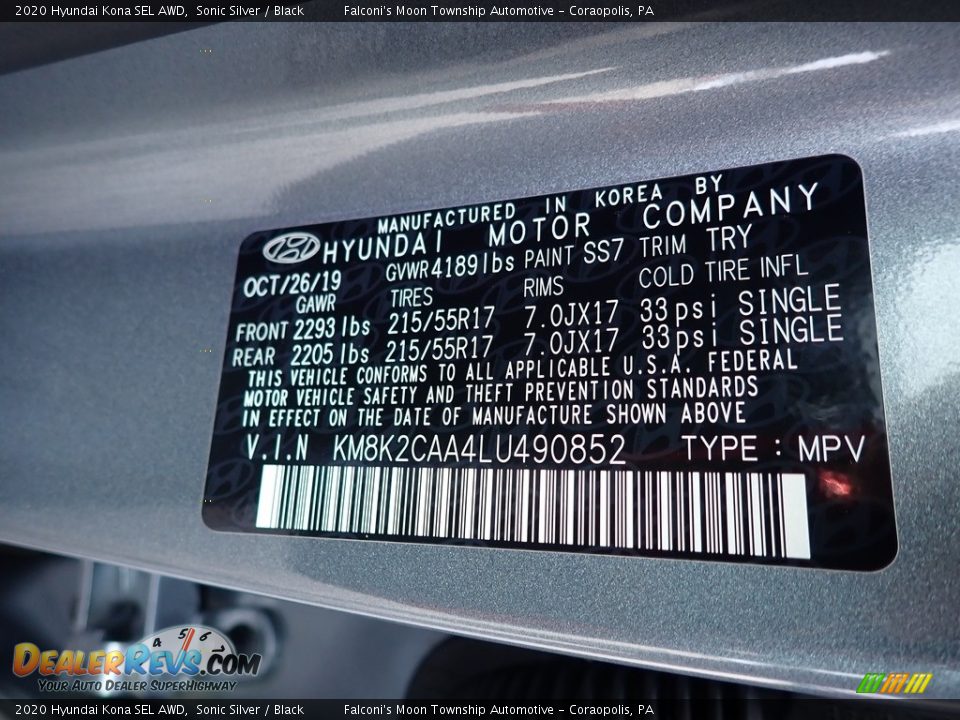 2020 Hyundai Kona SEL AWD, Sonic Silver / Black Falconi's Moon Township Automotive - Coraopolis, PA
MANUFACTURED IN KOREA BY
HYUNDAI MOTOR COMPANY
OCT/26/19 GVWR 4189 lbs PAINT SS7 TRIM TRY
GAWR TIRES RIMS COLD TIRE INFL
FRONT 2293 lbs 215/55R17 7.0JX17 33 psi SINGLE
REAR 2205 lbs 215/55R17 7.0JX17 33 psi SINGLE
THIS VEHICLE CONFORMS TO ALL APPLICABLE U.S.A. FEDERAL
MOTOR VEHICLE SAFETY AND THEFT PREVENTION STANDARDS
IN EFFECT ON THE DATE OF MANUFACTURE SHOWN ABOVE
V.I.N KM8K2CAA4LU490852 TYPE : MPV
4 5 6
DEALERREVS.COM
YOUR AUTO DEALER SUPERHIGHWAY
2020 Hyundai Kona SEL AWD, Sonic Silver / Black Falconi's Moon Township Automotive - Coraopolis, PA